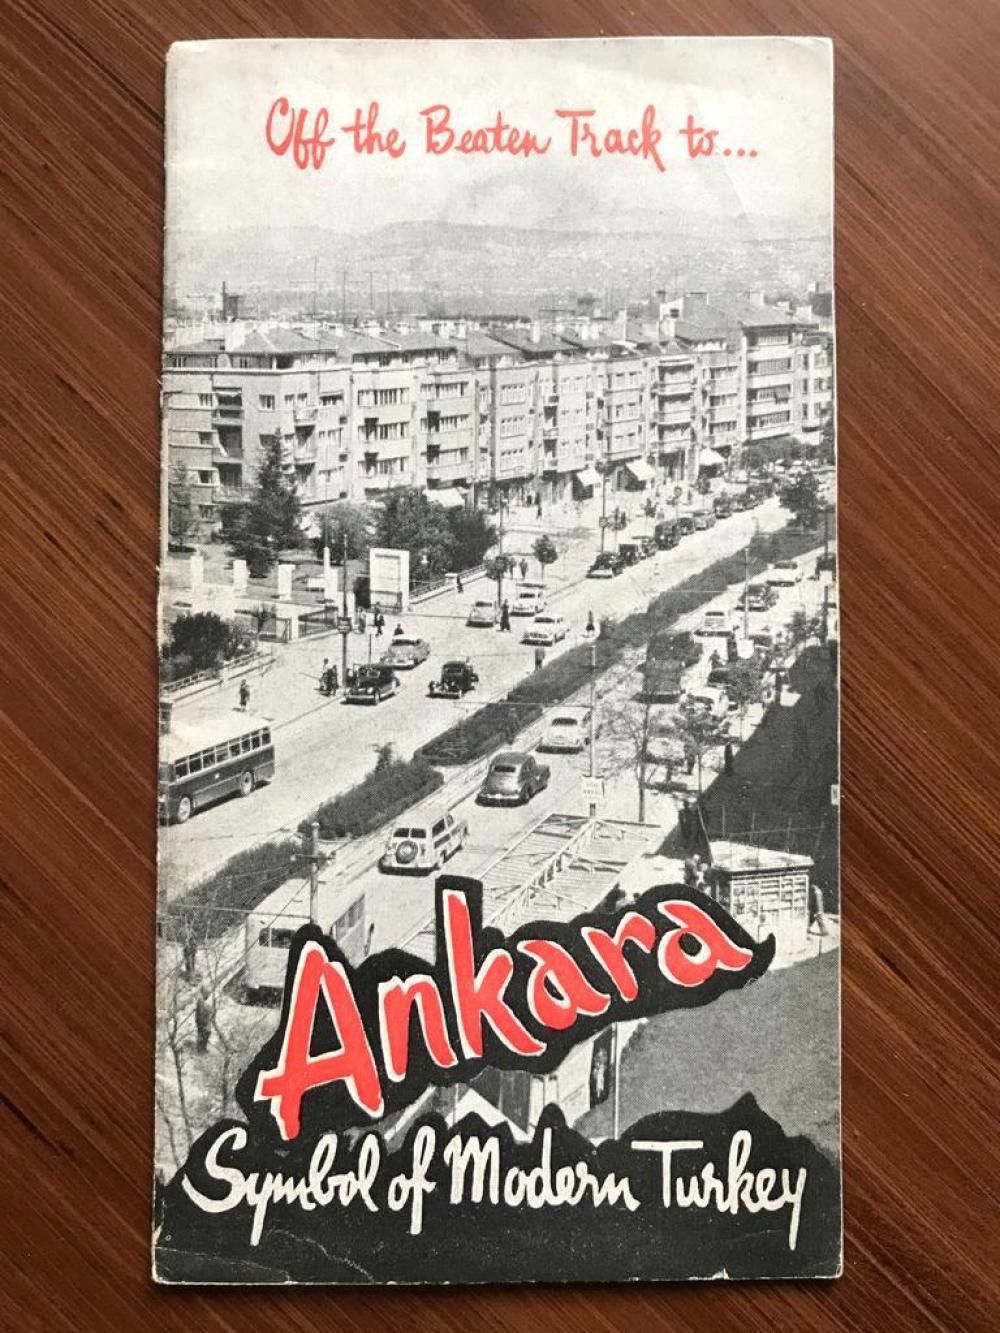 Off the Beaten Track to...
Ankara
Symbol of Modern Turkey